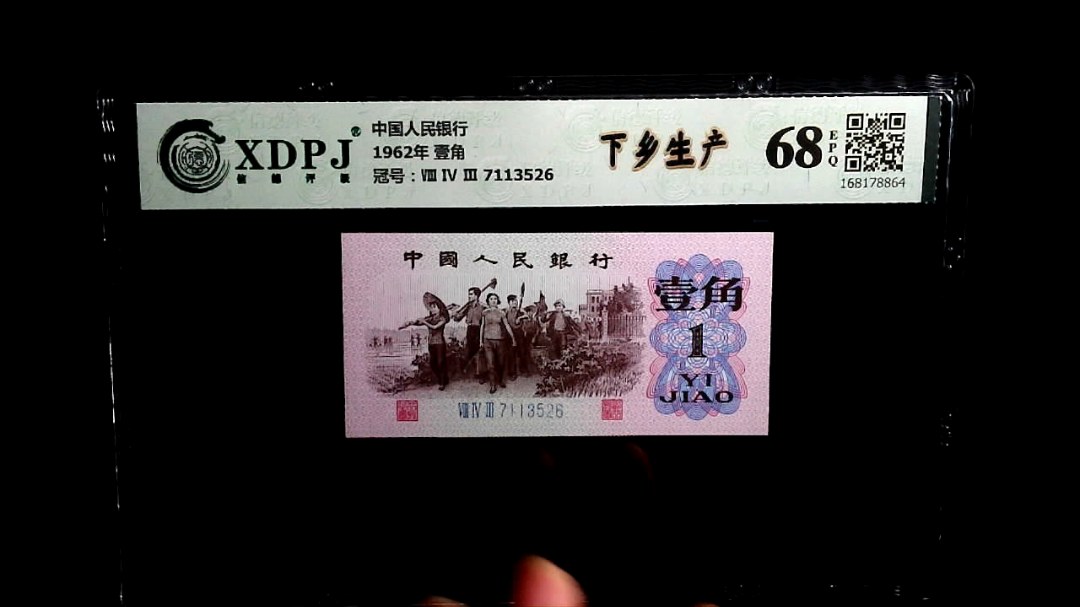 XDPJ
中国人民银行
1962年 壹角
冠号：Ⅷ Ⅳ Ⅲ 7113526
下乡生产
68
EPQ
168178864
中國人民銀行
壹角
1
YI
JIAO
Ⅷ Ⅳ Ⅲ 7113526